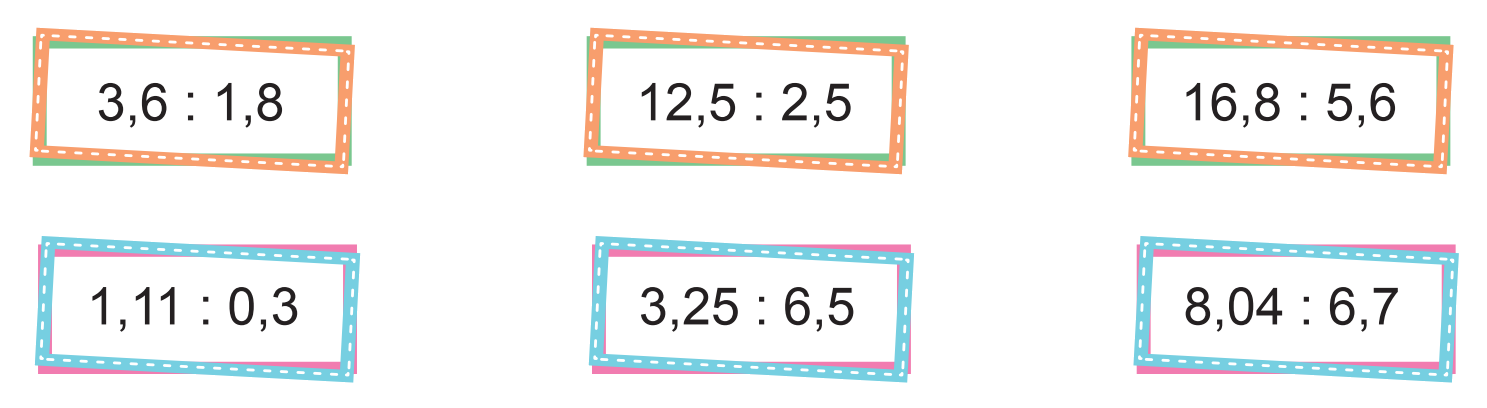 3,6 : 1,8
12,5 : 2,5
16,8 : 5,6
1,11 : 0,3
3,25 : 6,5
8,04 : 6,7